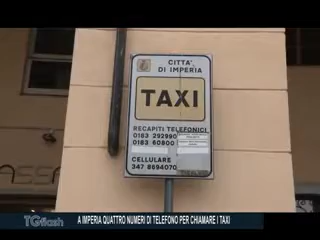 CITTA'
DI IMPERIA
TAXI
RECAPITI TELEFONICI
0183 292990
0183 60800
CELLULARE
347 8694070
TGflash
A IMPERIA QUATTRO NUMERI DI TELEFONO PER CHIAMARE I TAXI